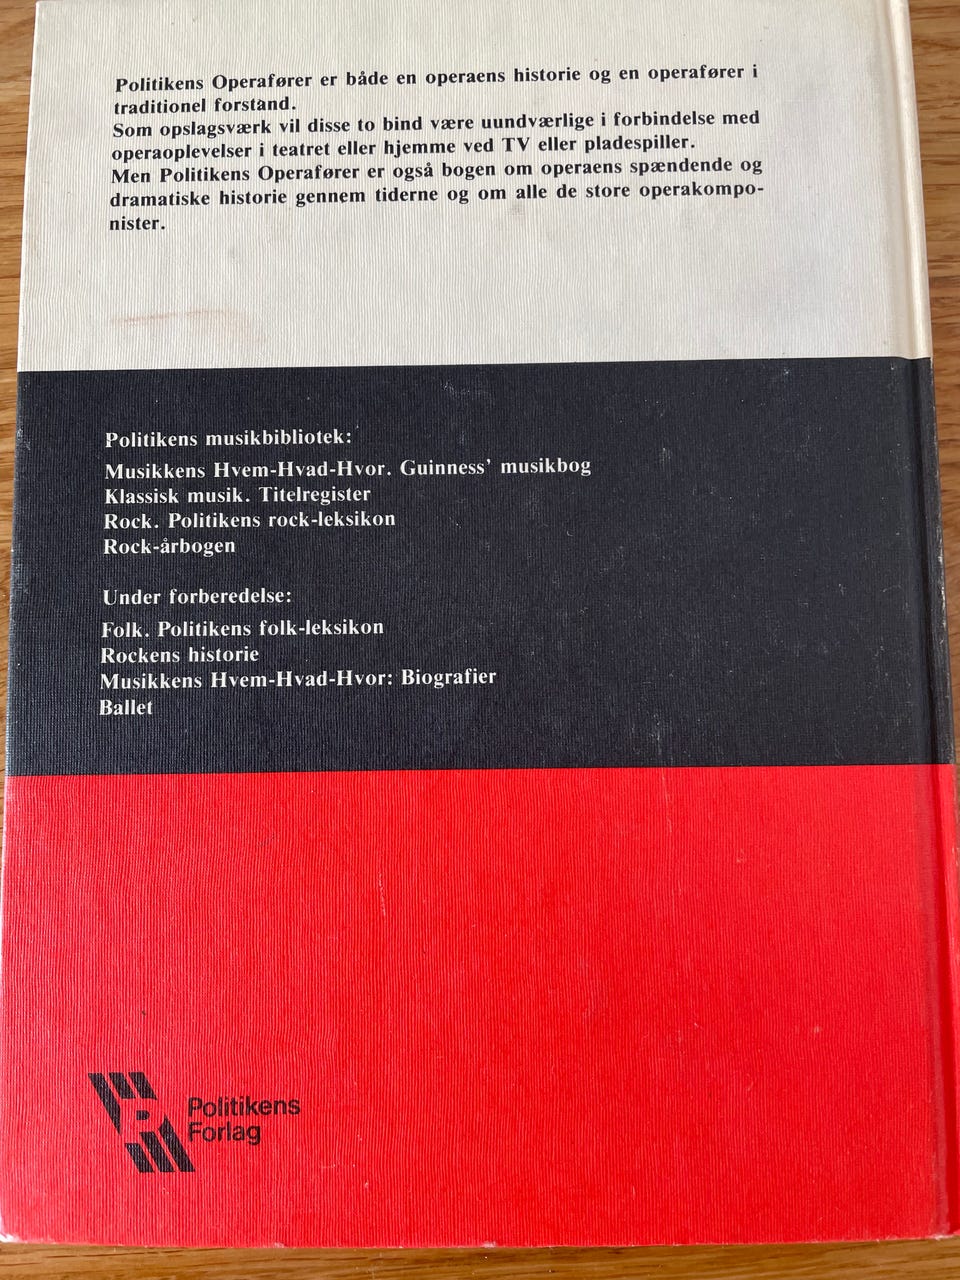 Politikens Operafører er både en operaens historie og en operafører i
traditionel forstand.
Som opslagsværk vil disse to bind være uundværlige i forbindelse med
operaoplevelser i teatret eller hjemme ved TV eller pladespiller.
Men Politikens Operafører er også bogen om operaens spændende og
dramatiske historie gennem tiderne og om alle de store operakompo-
nister.
Politikens musikbibliotek:
Musikkens Hvem-Hvad-Hvor. Guinness’ musikbog
Klassisk musik. Titelregister
Rock. Politikens rock-leksikon
Rock-årbogen
Under forberedelse:
Folk. Politikens folk-leksikon
Rockens historie
Musikkens Hvem-Hvad-Hvor: Biografier
Ballet
P
Politikens
Forlag